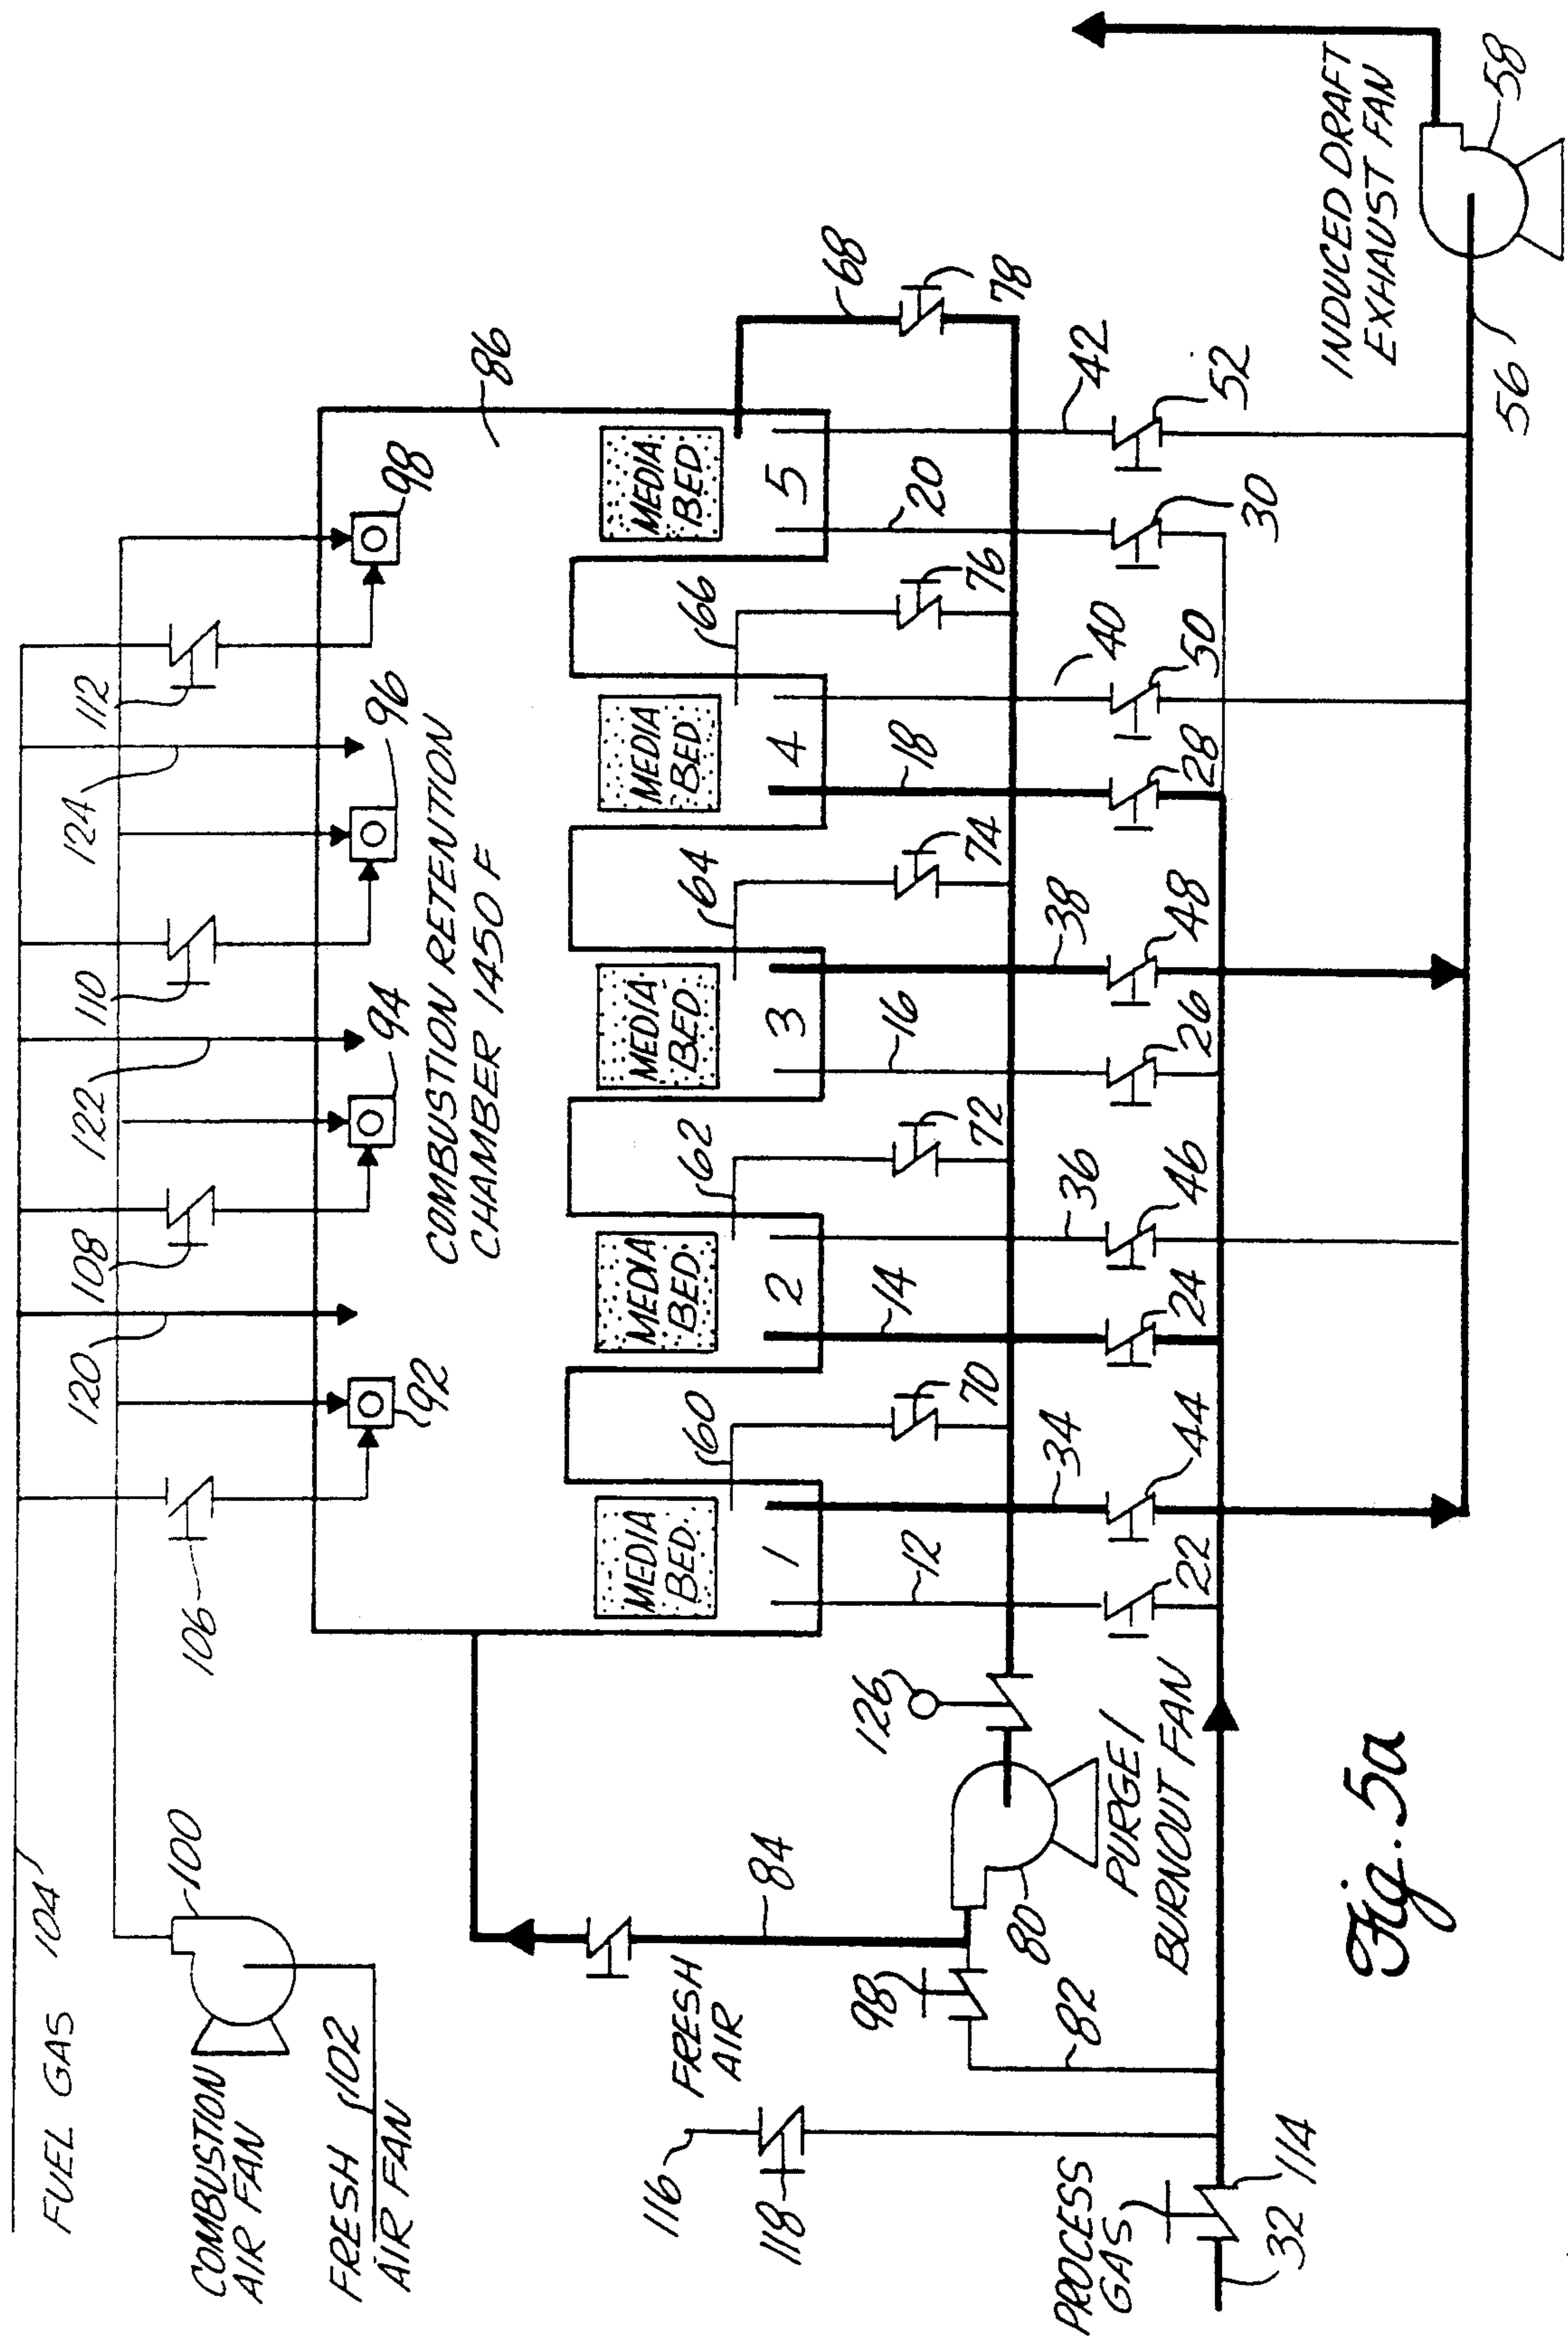 FUEL GAS 104
COMBUSTION
AIR FAN
100
FRESH 102
AIR FAN
106
120
108
122
110
124
112
92
94
96
98
COMBUSTION RETENTION
CHAMBER 1450 F
86
MEDIA
BED
1
MEDIA
BED
2
MEDIA
BED
3
MEDIA
BED
4
MEDIA
BED
5
60
62
64
66
68
70
72
74
76
78
116
118
FRESH
AIR
84
98
82
80
126
PURGE/
BURNOUT FAN
12
34
14
36
16
38
18
40
20
42
22
44
24
46
26
48
28
50
30
52
PROCESS
GAS
32
114
INDUCED DRAFT
EXHAUST FAN
56
58
Fig. 5a